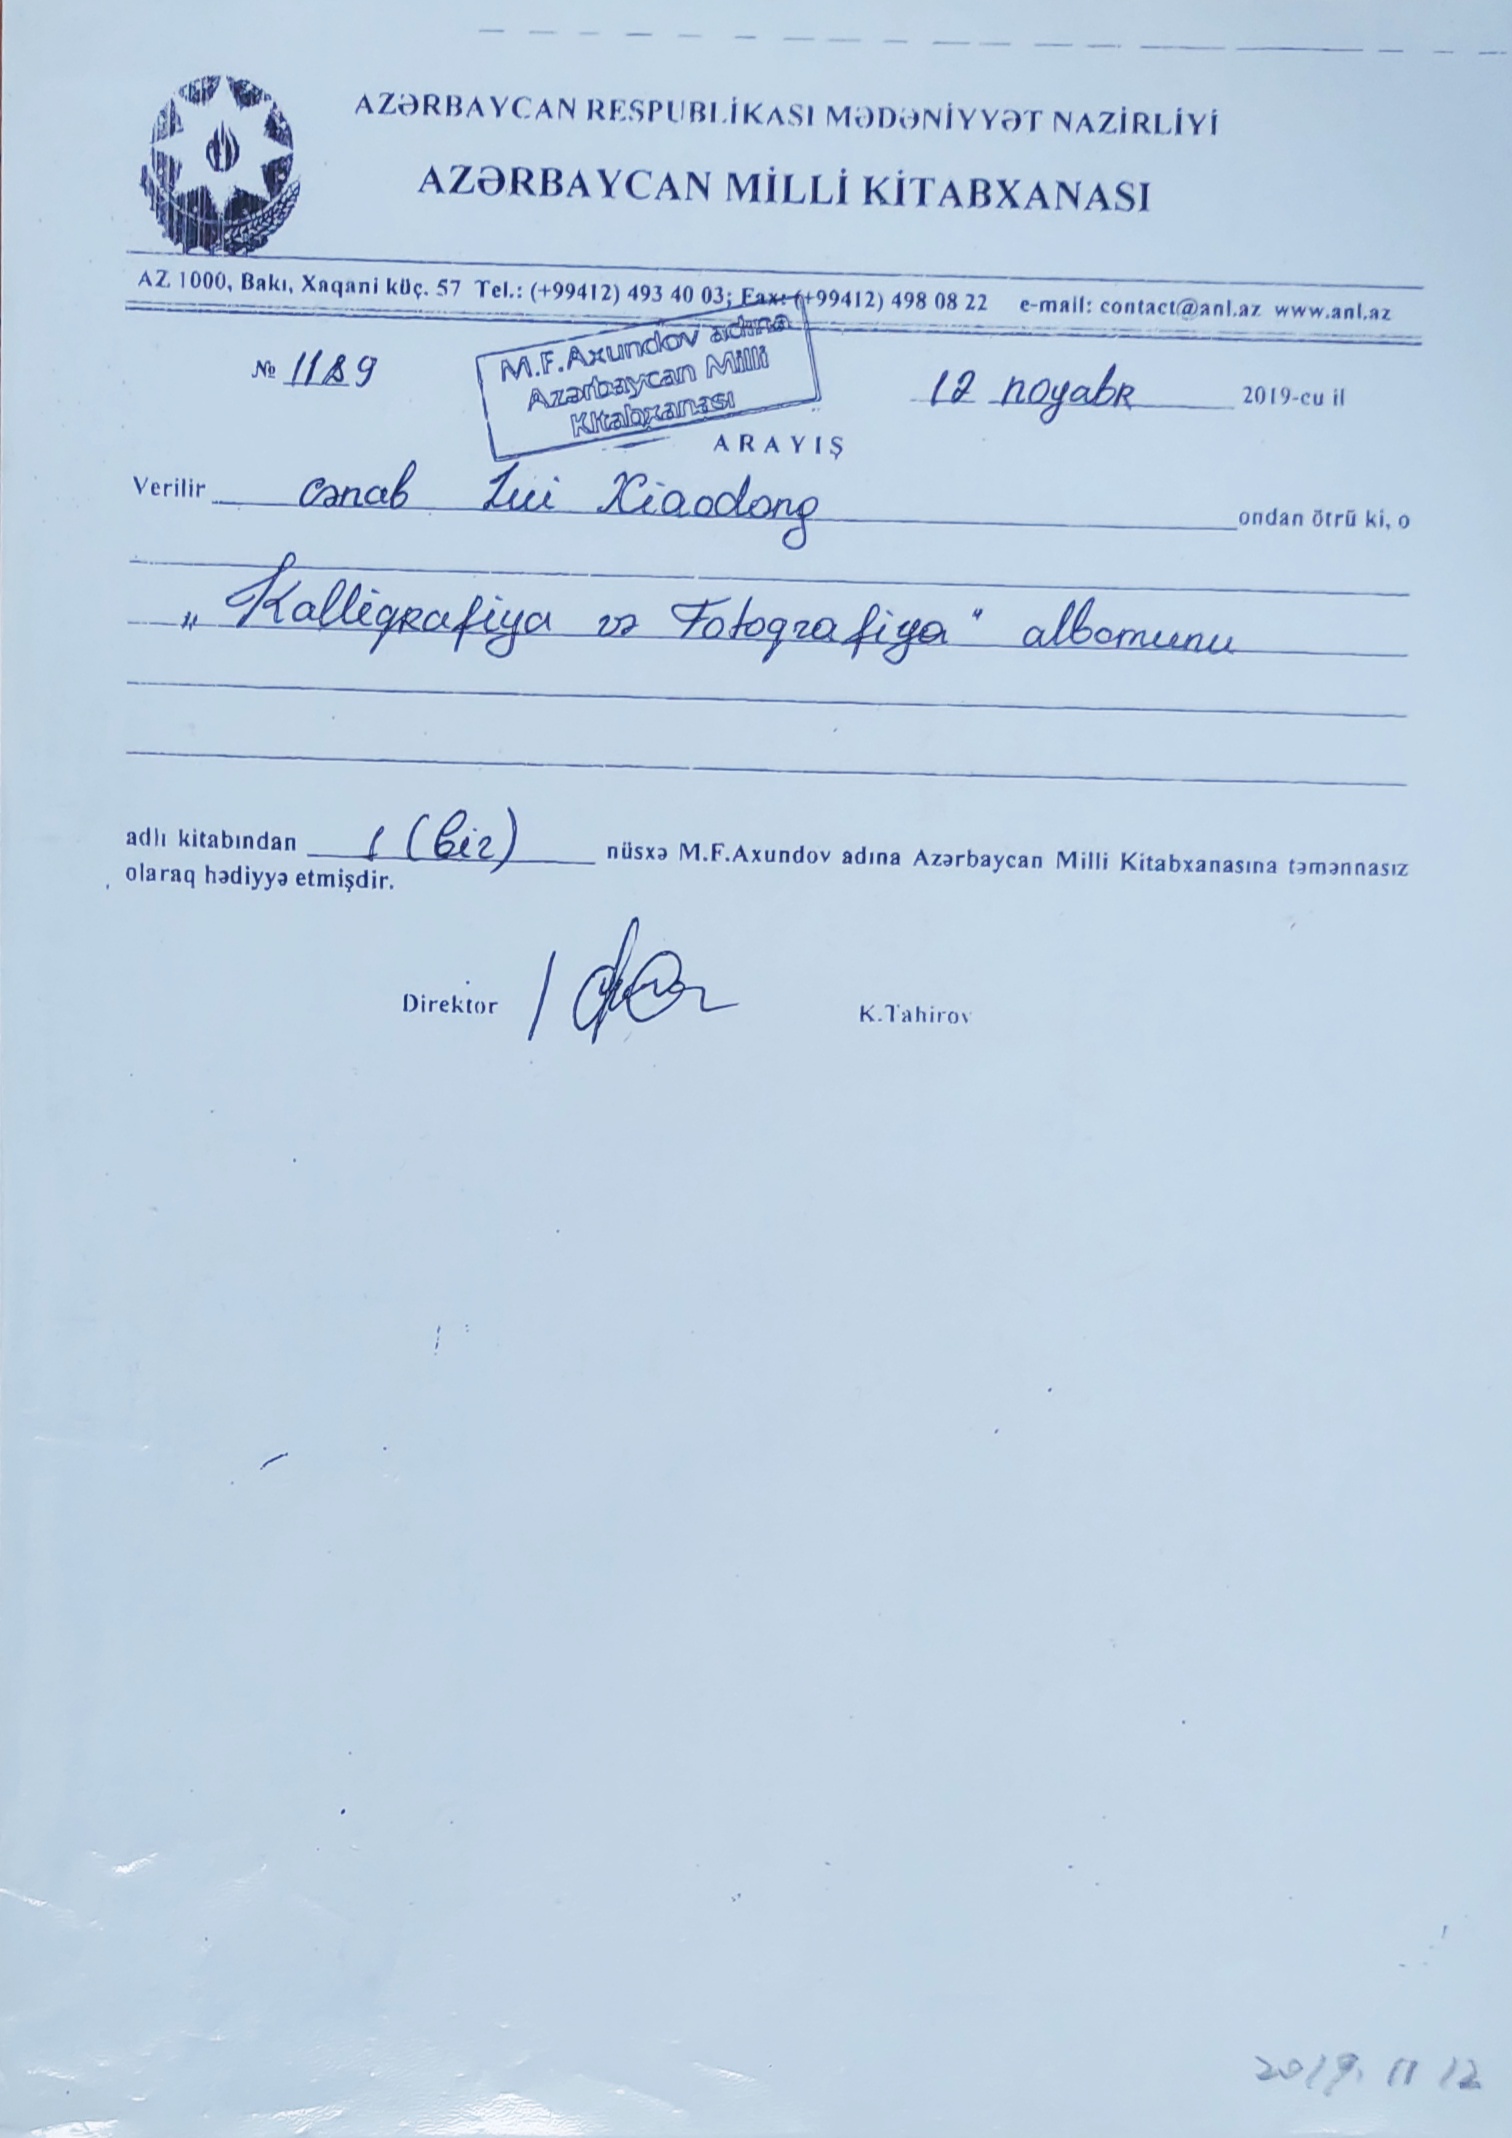 AZƏRBAYCAN RESPUBLİKASI MƏDƏNİYYƏT NAZİRLİYİ
AZƏRBAYCAN MİLLİ KİTABXANASI
AZ 1000, Bakı, Xaqani küç. 57 Tel.: (+99412) 493 40 03; Fax: (+99412) 498 08 22 e-mail: contact@anl.az www.anl.az
№ 1189
M.F.Axundov adına
Azərbaycan Milli
Kitabxanası
12 noyabr 2019-cu il
ARAYIŞ
Verilir cənab Lui Xiaodong ondan ötrü ki, o
„Kalliqrafiya və Fotoqrafiya" albomunu
adlı kitabından 1 (bir) nüsxə M.F.Axundov adına Azərbaycan Milli Kitabxanasına təmənnasız
olaraq hədiyyə etmişdir.
Direktor K.Tahirov
2019. 11 12